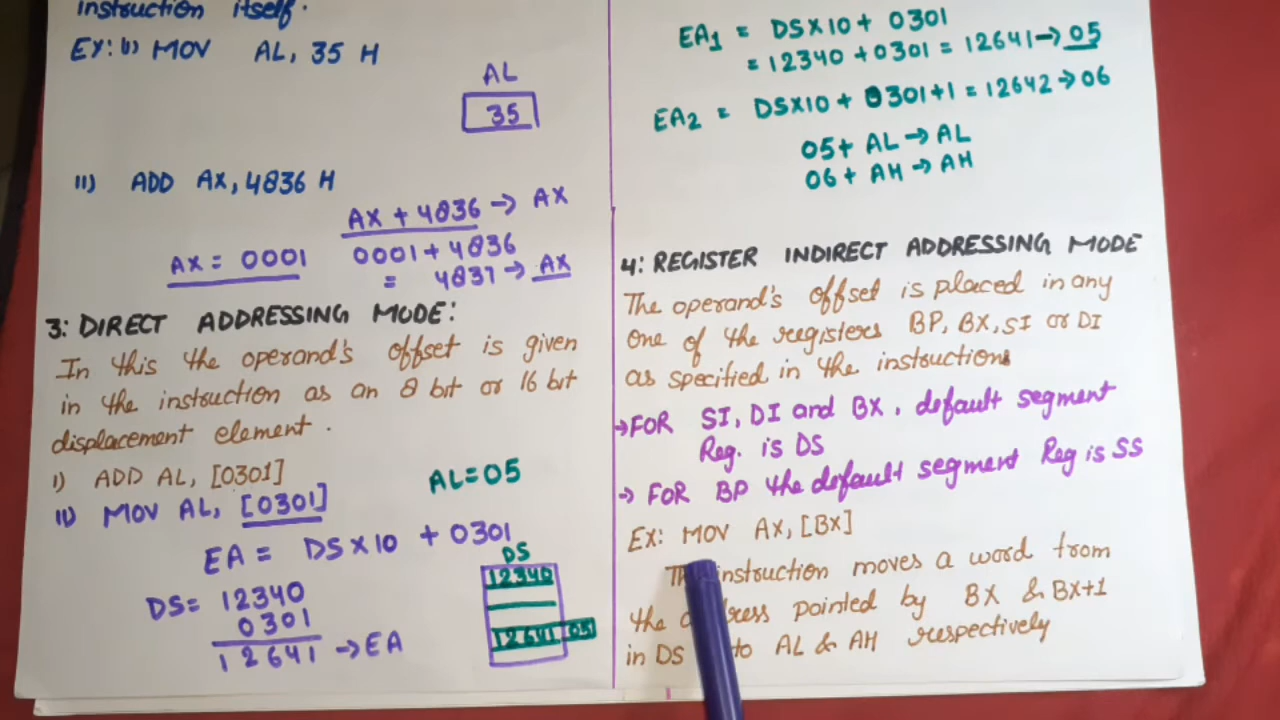 instruction itself.
Ex: i) MOV AL, 35 H
AL
35
ii) ADD AX, 4836 H
AX + 4836 → AX
AX = 0001 0001 + 4836
= 4837 → AX
3: DIRECT ADDRESSING MODE:
In this the operand's offset is given
in the instruction as an 8 bit or 16 bit
displacement element.
i) ADD AL, [0301]
ii) MOV AL, [0301] AL = 05
EA = DS X 10 + 0301
DS = 12340
0301
12641 → EA
DS
12340
12641 05
EA1 = DS X 10 + 0301
= 12340 + 0301 = 12641 → 05
EA2 = DS X 10 + 0301 + 1 = 12642 → 06
05 + AL → AL
06 + AH → AH
4: REGISTER INDIRECT ADDRESSING MODE
The operand's offset is placed in any
one of the registers BP, BX, SI or DI
as specified in the instruction
→ FOR SI, DI and BX, default segment
Reg. is DS
→ FOR BP the default segment Reg is SS
Ex: MOV AX, [BX]
instruction moves a word from
the pointed by BX & BX+1
in DS to AL & AH respectively